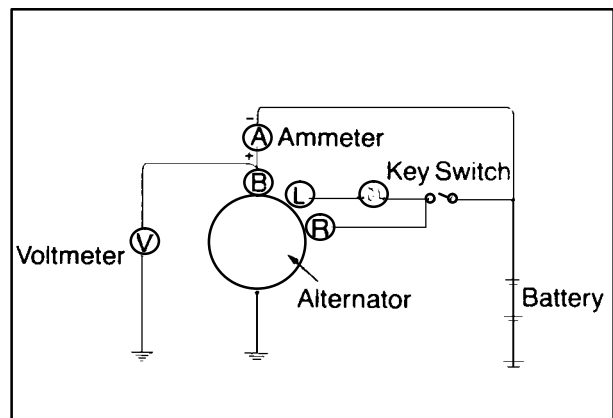 -
A Ammeter
+
B
L
Key Switch
R
V
Voltmeter
Alternator
Battery